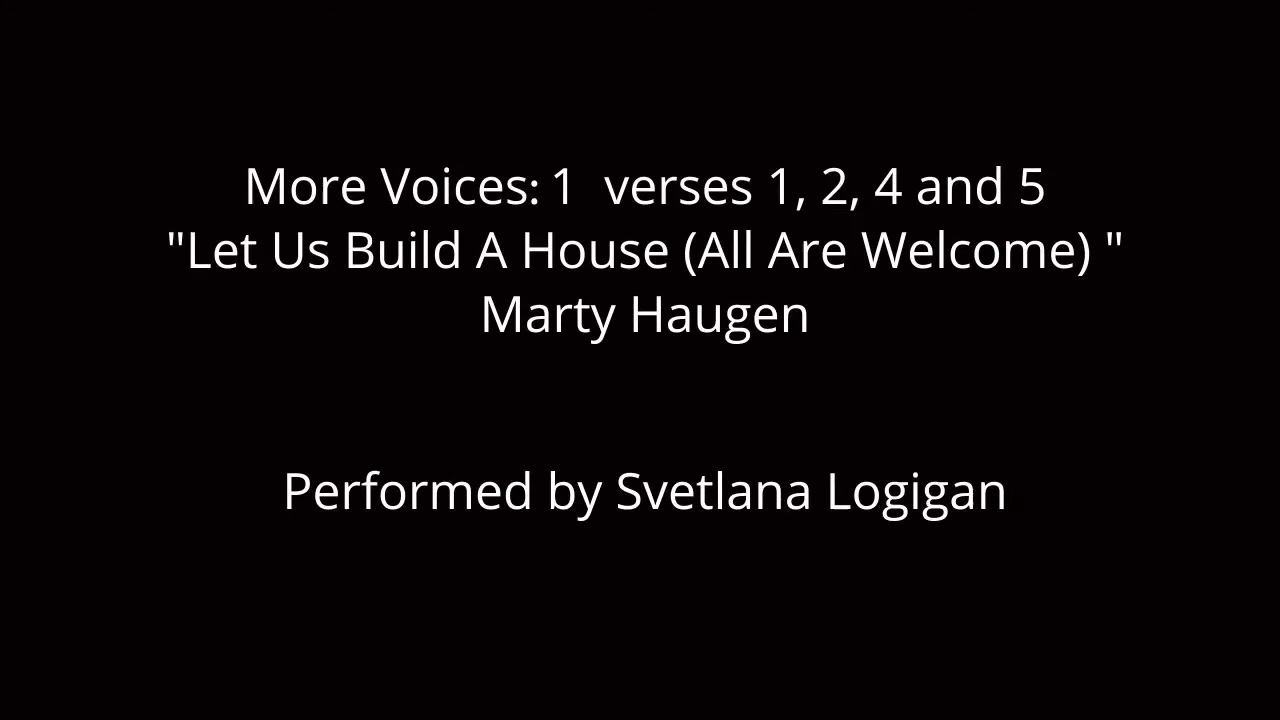 More Voices: 1  verses 1, 2, 4 and 5
"Let Us Build A House (All Are Welcome) "
Marty Haugen
Performed by Svetlana Logigan